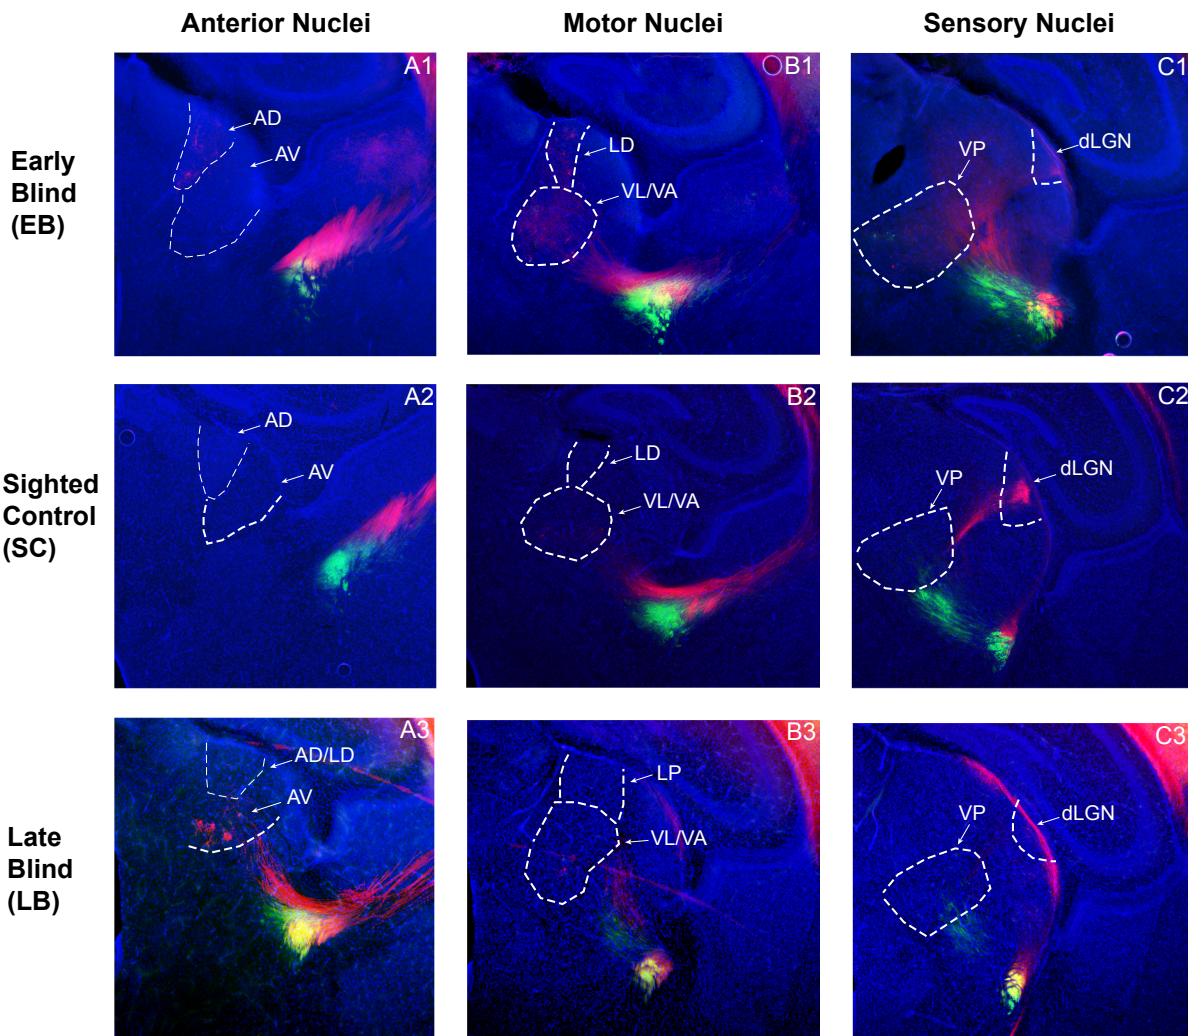 Anterior Nuclei
Motor Nuclei
Sensory Nuclei
Early
Blind
(EB)
A1
AD
AV
B1
LD
VL/VA
C1
dLGN
VP
Sighted
Control
(SC)
A2
AD
AV
B2
LD
VL/VA
C2
dLGN
VP
Late
Blind
(LB)
A3
AD/LD
AV
B3
LP
VL/VA
C3
VP
dLGN